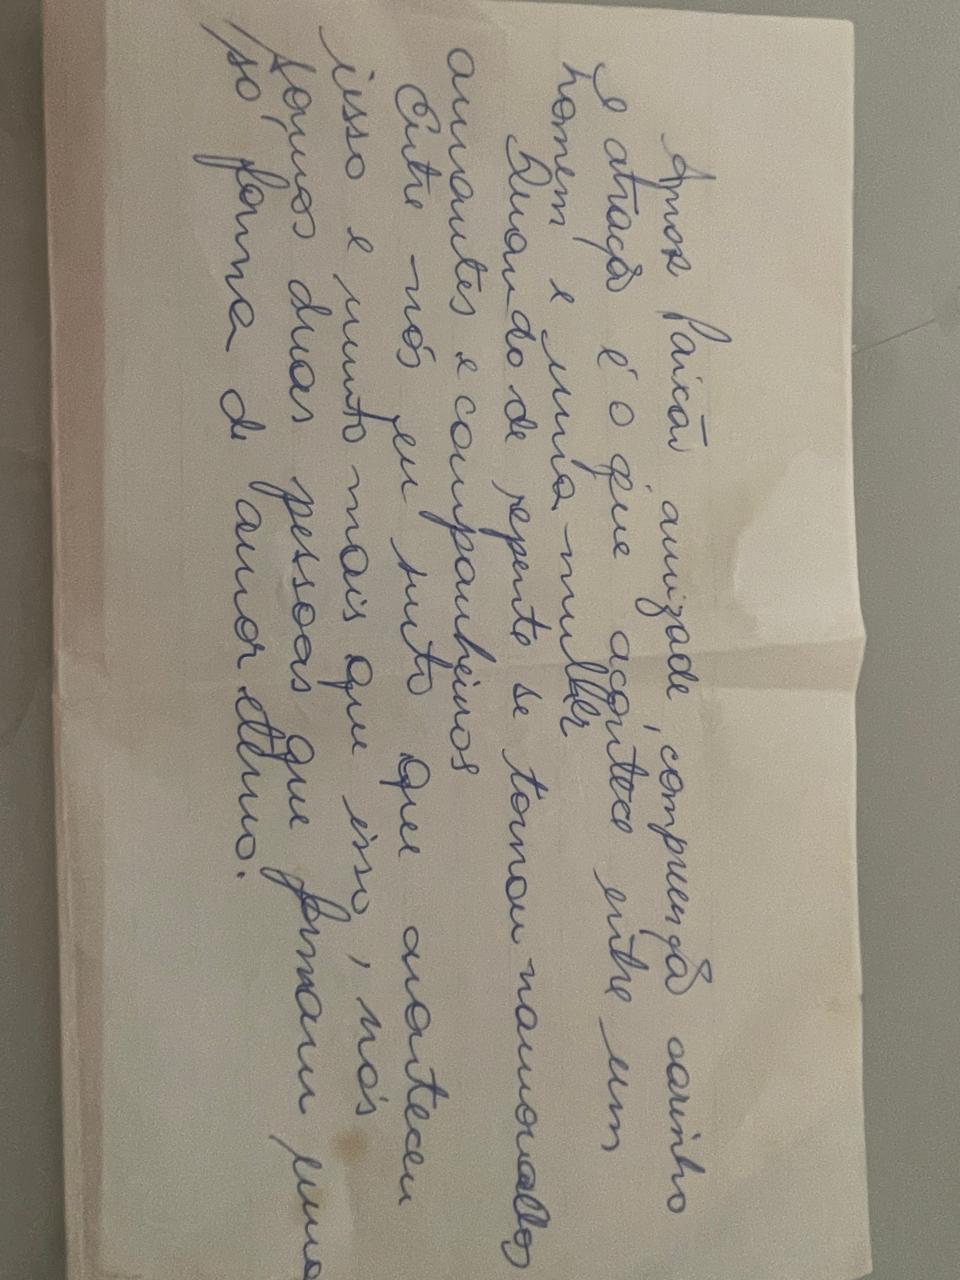 Amor Paixão amizade, compreenção carinho
e atração é o que acontece entre um
homem e uma mulher
Quando de repente se tornou namorados
amantes e companheiros
Entre nós eu sinto que aconteceu
isso e muito mais que isso, nós
somos duas pessoas que formam uma
só forma de amor eterno.